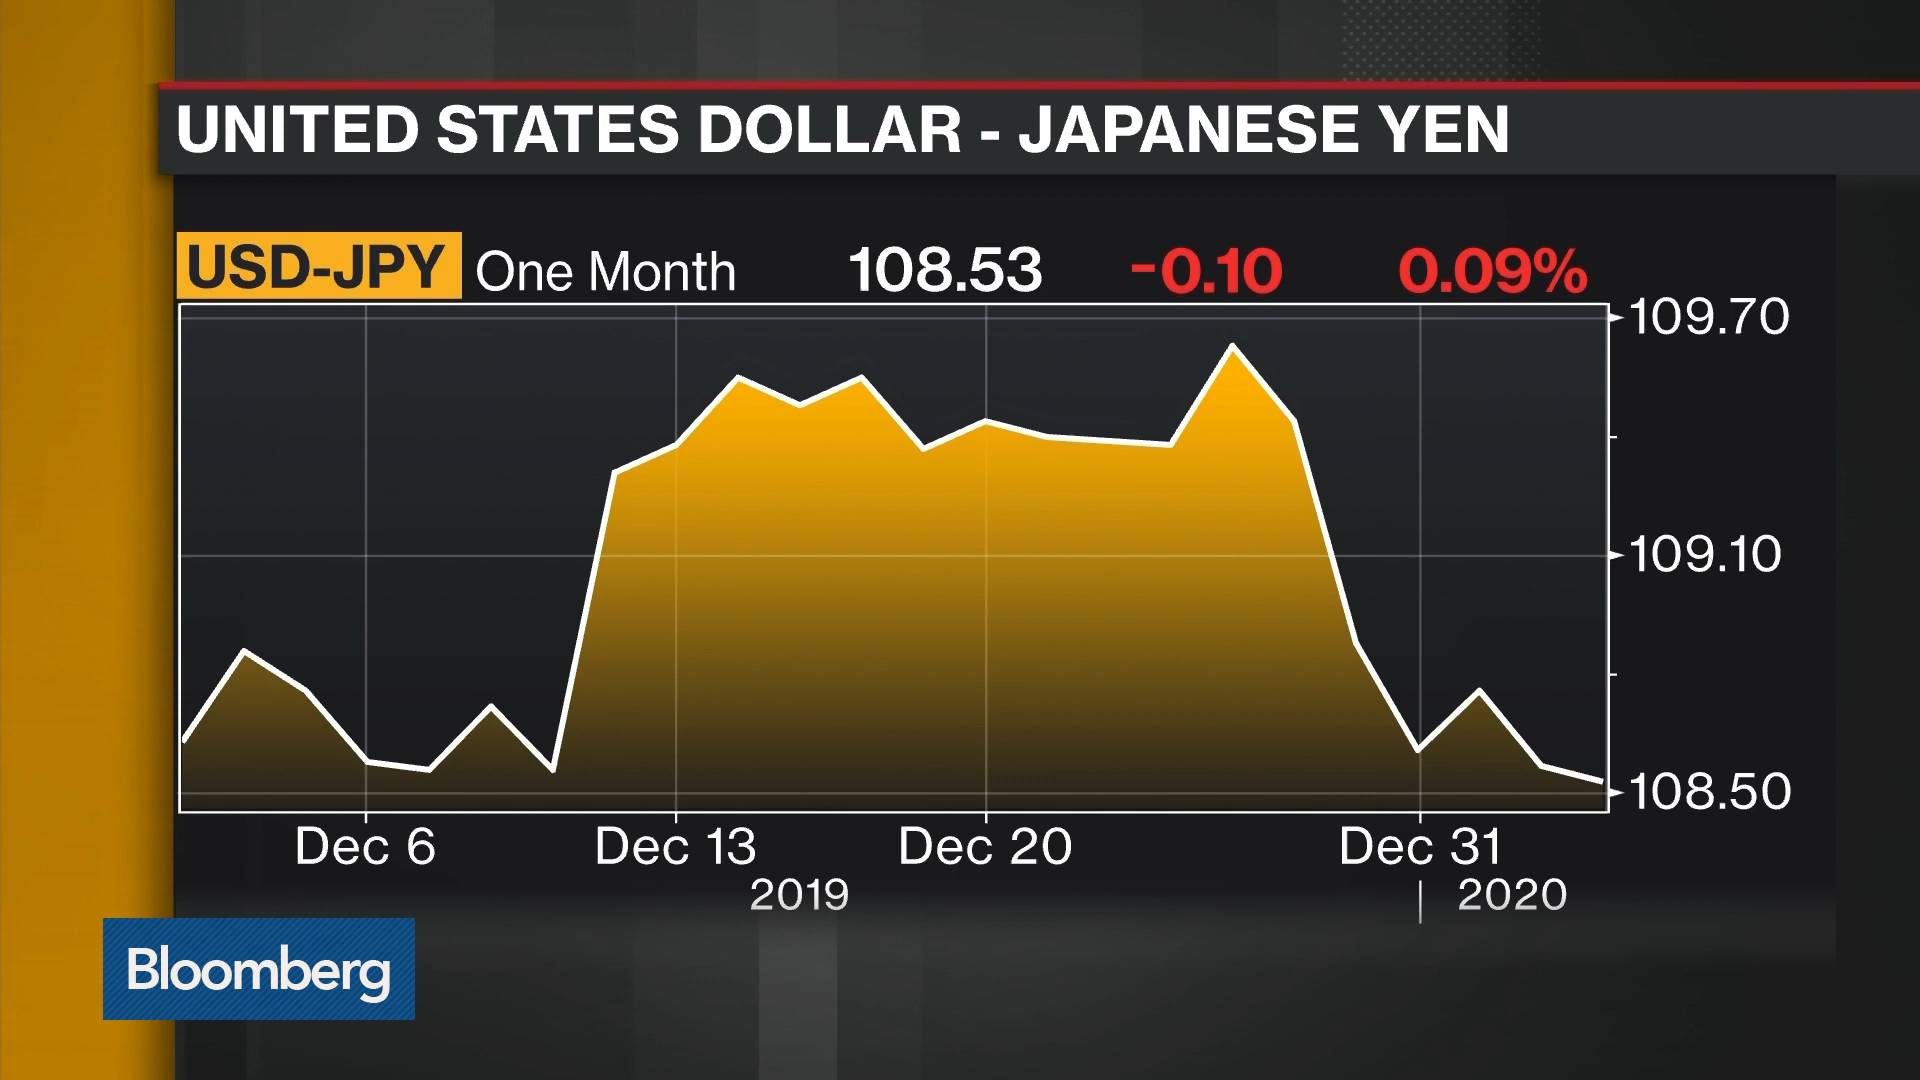 UNITED STATES DOLLAR - JAPANESE YEN
USD-JPY One Month 108.53 -0.10 0.09%
109.70
109.10
108.50
Dec 6 Dec 13 Dec 20 Dec 31
2019 2020
Bloomberg